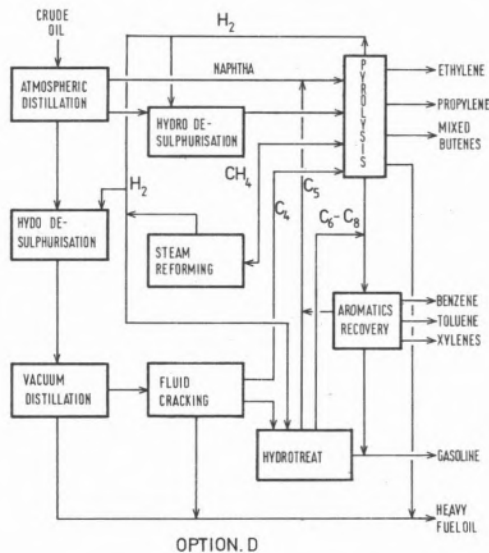 CRUDE
OIL
H₂
ATMOSPHERIC
DISTILLATION
NAPHTHA
HYDRO DE-
SULPHURISATION
PYROLYSIS
ETHYLENE
PROPYLENE
MIXED
BUTENES
H₂
CH₄
C₅
C₄
C₆-C₈
HYDO DE-
SULPHURISATION
STEAM
REFORMING
AROMATICS
RECOVERY
BENZENE
TOLUENE
XYLENES
VACUUM
DISTILLATION
FLUID
CRACKING
HYDROTREAT
GASOLINE
HEAVY
FUEL OIL
OPTION. D